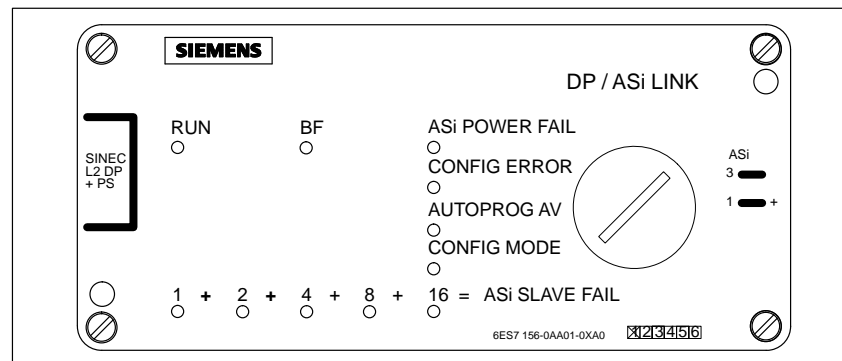 SIEMENS
DP / ASi LINK
RUN
BF
ASi POWER FAIL
SINEC
L2 DP
+ PS
CONFIG ERROR
ASi
3
1 +
AUTOPROG AV
CONFIG MODE
1 + 2 + 4 + 8 + 16 = ASi SLAVE FAIL
6ES7 156-0AA01-0XA0 X 2 3 4 5 6